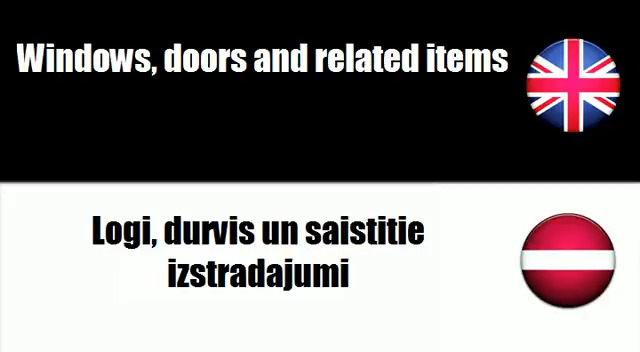 Windows, doors and related items
Logi, durvis un saistitie
izstradajumi